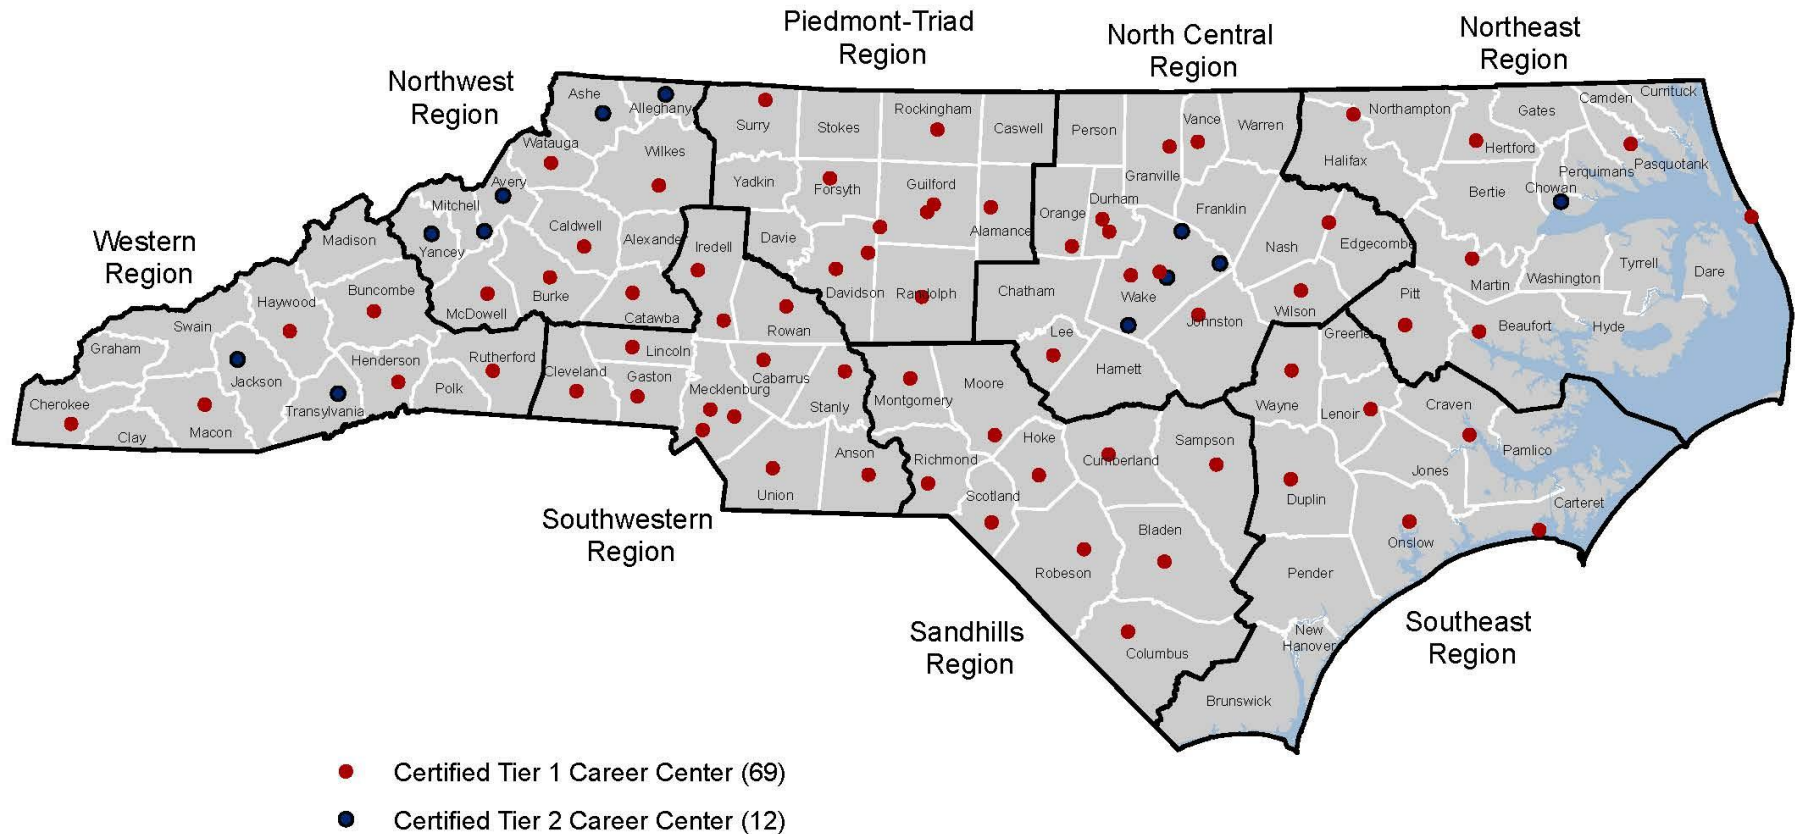 Piedmont-Triad
Region
North Central
Region
Northeast
Region
Northwest
Region
Western
Region
Southwestern
Region
Sandhills
Region
Southeast
Region
Ashe
Alleghany
Surry
Stokes
Rockingham
Caswell
Person
Vance
Warren
Northampton
Gates
Camden
Currituck
Watauga
Wilkes
Halifax
Hertford
Pasquotank
Perquimans
Chowan
Bertie
Granville
Yadkin
Forsyth
Guilford
Alamance
Orange
Durham
Franklin
Nash
Edgecombe
Avery
Mitchell
Yancey
Caldwell
Alexander
Iredell
Davie
Madison
Buncombe
Haywood
McDowell
Burke
Catawba
Rowan
Davidson
Randolph
Chatham
Wake
Johnston
Wilson
Pitt
Martin
Washington
Tyrrell
Dare
Beaufort
Hyde
Swain
Graham
Jackson
Henderson
Rutherford
Polk
Transylvania
Cherokee
Clay
Macon
Cleveland
Lincoln
Gaston
Mecklenburg
Cabarrus
Stanly
Union
Anson
Montgomery
Moore
Lee
Harnett
Greene
Wayne
Lenoir
Craven
Pamlico
Jones
Carteret
Onslow
Duplin
Sampson
Cumberland
Hoke
Richmond
Scotland
Robeson
Bladen
Columbus
Pender
New
Hanover
Brunswick
Certified Tier 1 Career Center (69)
Certified Tier 2 Career Center (12)